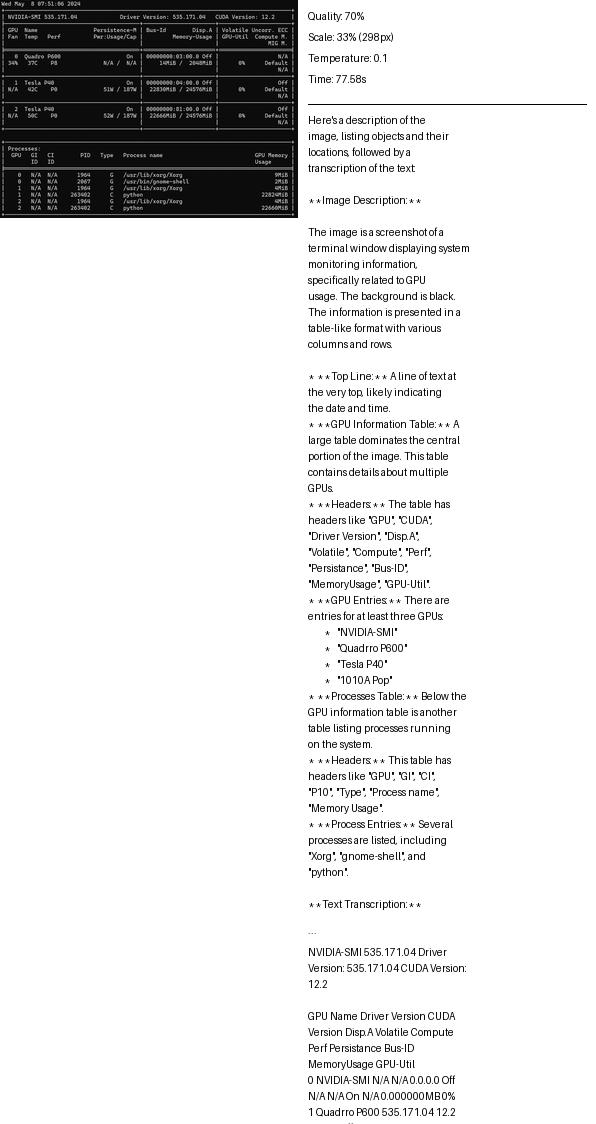 Wed May  8 07:51:06 2024
NVIDIA-SMI 535.171.04 Driver Version: 535.171.04 CUDA Version: 12.2
GPU Name Persistence-M | Bus-Id Disp.A | Volatile Uncorr. ECC
Fan Temp Perf Pwr:Usage/Cap | Memory-Usage | GPU-Util Compute M.
MIG M.
0 Quadro P600 On | 00000000:03:00.0 Off | N/A
34% 37C P8 N/A / N/A | 14MiB / 2048MiB | 0% Default
N/A
1 Tesla P40 On | 00000000:04:00.0 Off | Off
N/A 42C P0 51W / 187W | 22830MiB / 24576MiB | 0% Default
N/A
2 Tesla P40 On | 00000000:81:00.0 Off | Off
N/A 50C P0 52W / 187W | 22666MiB / 24576MiB | 0% Default
N/A
Processes:
GPU GI CI PID Type Process name GPU Memory
ID ID Usage
0 N/A N/A 1964 G /usr/lib/xorg/Xorg 9MiB
0 N/A N/A 2067 G /usr/bin/gnome-shell 2MiB
1 N/A N/A 1964 G /usr/lib/xorg/Xorg 4MiB
1 N/A N/A 263402 C python 22824MiB
2 N/A N/A 1964 G /usr/lib/xorg/Xorg 4MiB
2 N/A N/A 263402 C python 22660MiB
Quality: 70%
Scale: 33% (298px)
Temperature: 0.1
Time: 77.58s
Here's a description of the
image, listing objects and their
locations, followed by a
transcription of the text:
**Image Description:**
The image is a screenshot of a
terminal window displaying system
monitoring information,
specifically related to GPU
usage. The background is black.
The information is presented in a
table-like format with various
columns and rows.
* **Top Line:** A line of text at
the very top, likely indicating
the date and time.
* **GPU Information Table:** A
large table dominates the central
portion of the image. This table
contains details about multiple
GPUs.
* **Headers:** The table has
headers like "GPU", "CUDA",
"Driver Version", "Disp.A",
"Volatile", "Compute", "Perf",
"Persistance", "Bus-ID",
"MemoryUsage", "GPU-Util".
* **GPU Entries:** There are
entries for at least three GPUs:
* "NVIDIA-SMI"
* "Quadrro P600"
* "Tesla P40"
* "1010A Pop"
* **Processes Table:** Below the
GPU information table is another
table listing processes running
on the system.
* **Headers:** This table has
headers like "GPU", "GI", "CI",
"P10", "Type", "Process name",
"Memory Usage".
* **Process Entries:** Several
processes are listed, including
"Xorg", "gnome-shell", and
"python".
**Text Transcription:**
...
NVIDIA-SMI 535.171.04 Driver
Version: 535.171.04 CUDA Version:
12.2
GPU Name Driver Version CUDA
Version Disp.A Volatile Compute
Perf Persistance Bus-ID
MemoryUsage GPU-Util
0 NVIDIA-SMI N/A N/A 0.0.0.0 Off
N/A N/A On N/A 0.000000MB 0%
1 Quadrro P600 535.171.04 12.2